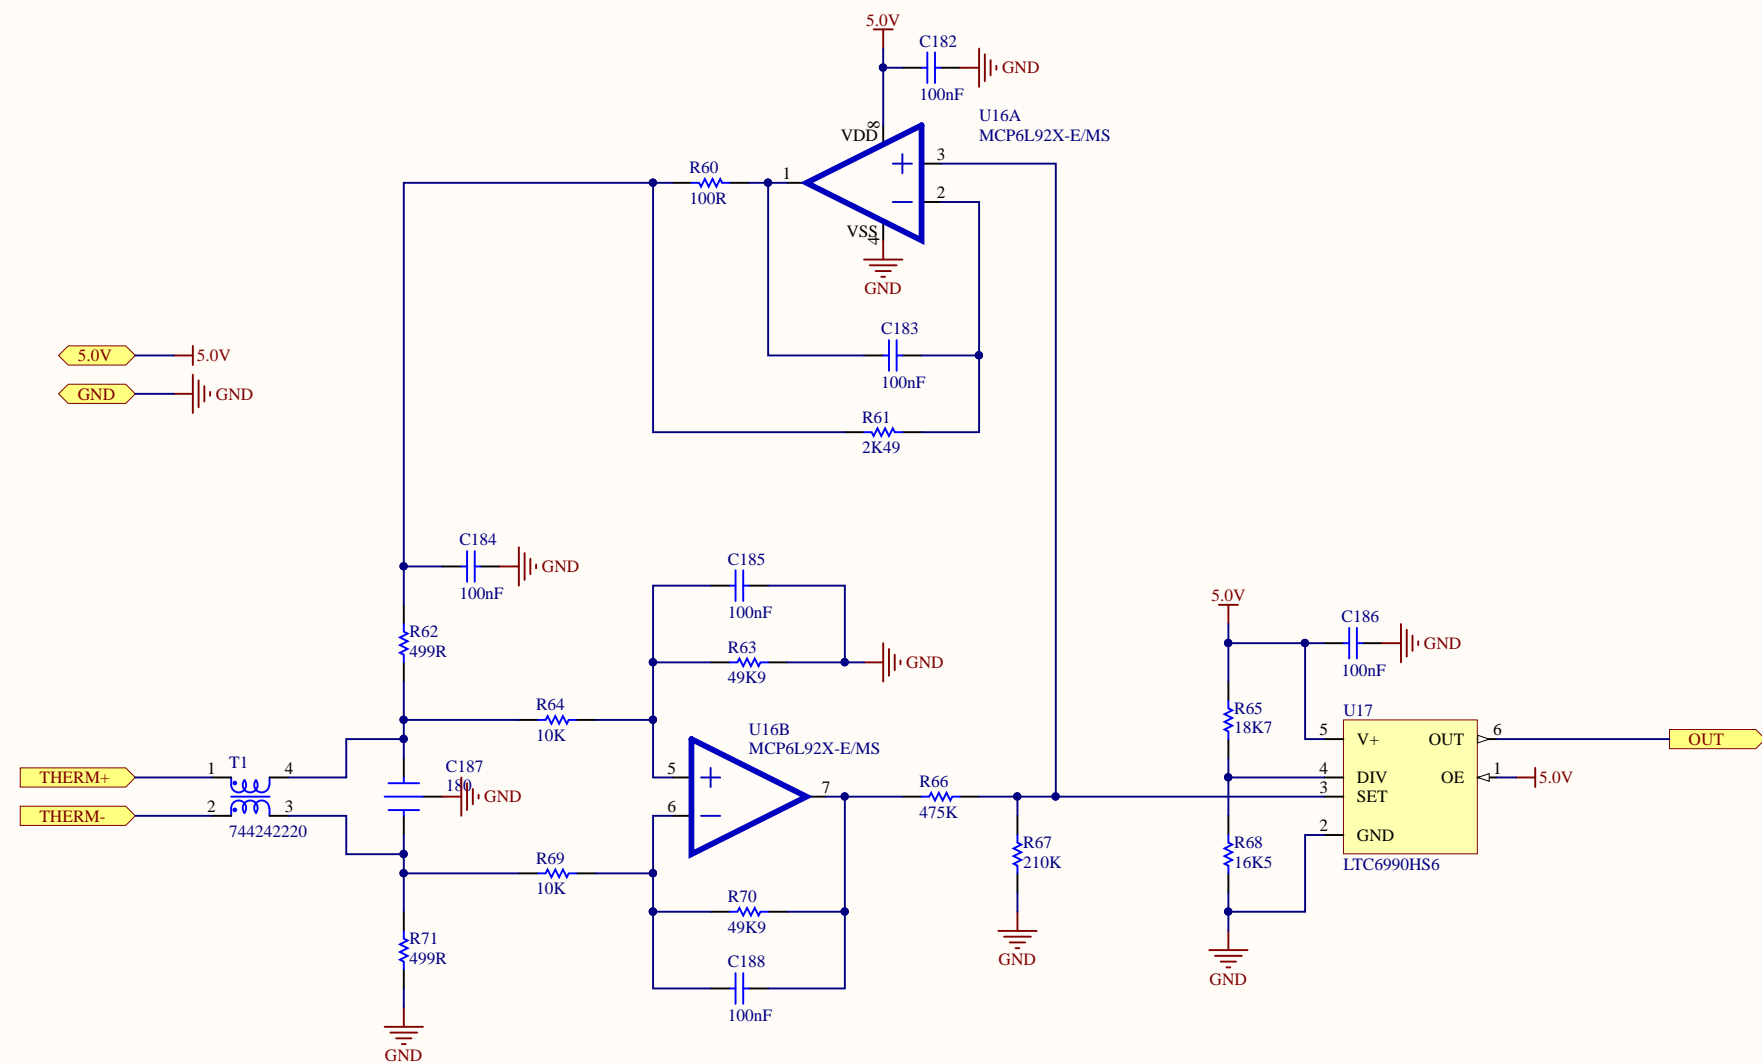 5.0V
C182
GND
100nF
U16A
MCP6L92X-E/MS
8
VDD
3
R60
1
100R
2
VSS
4
GND
C183
100nF
5.0V
5.0V
GND
GND
R61
2K49
C184
GND
100nF
C185
100nF
R62
499R
R63
GND
49K9
R64
10K
U16B
MCP6L92X-E/MS
5
6
7
T1
THERM+
1
4
THERM-
2
3
744242220
C187
180
GND
R66
475K
R69
10K
R67
210K
GND
R70
49K9
C188
100nF
R71
499R
GND
5.0V
C186
GND
100nF
R65
18K7
U17
5
V+
OUT
6
OUT
4
DIV
OE
1
5.0V
3
SET
2
GND
LTC6990HS6
R68
16K5
GND